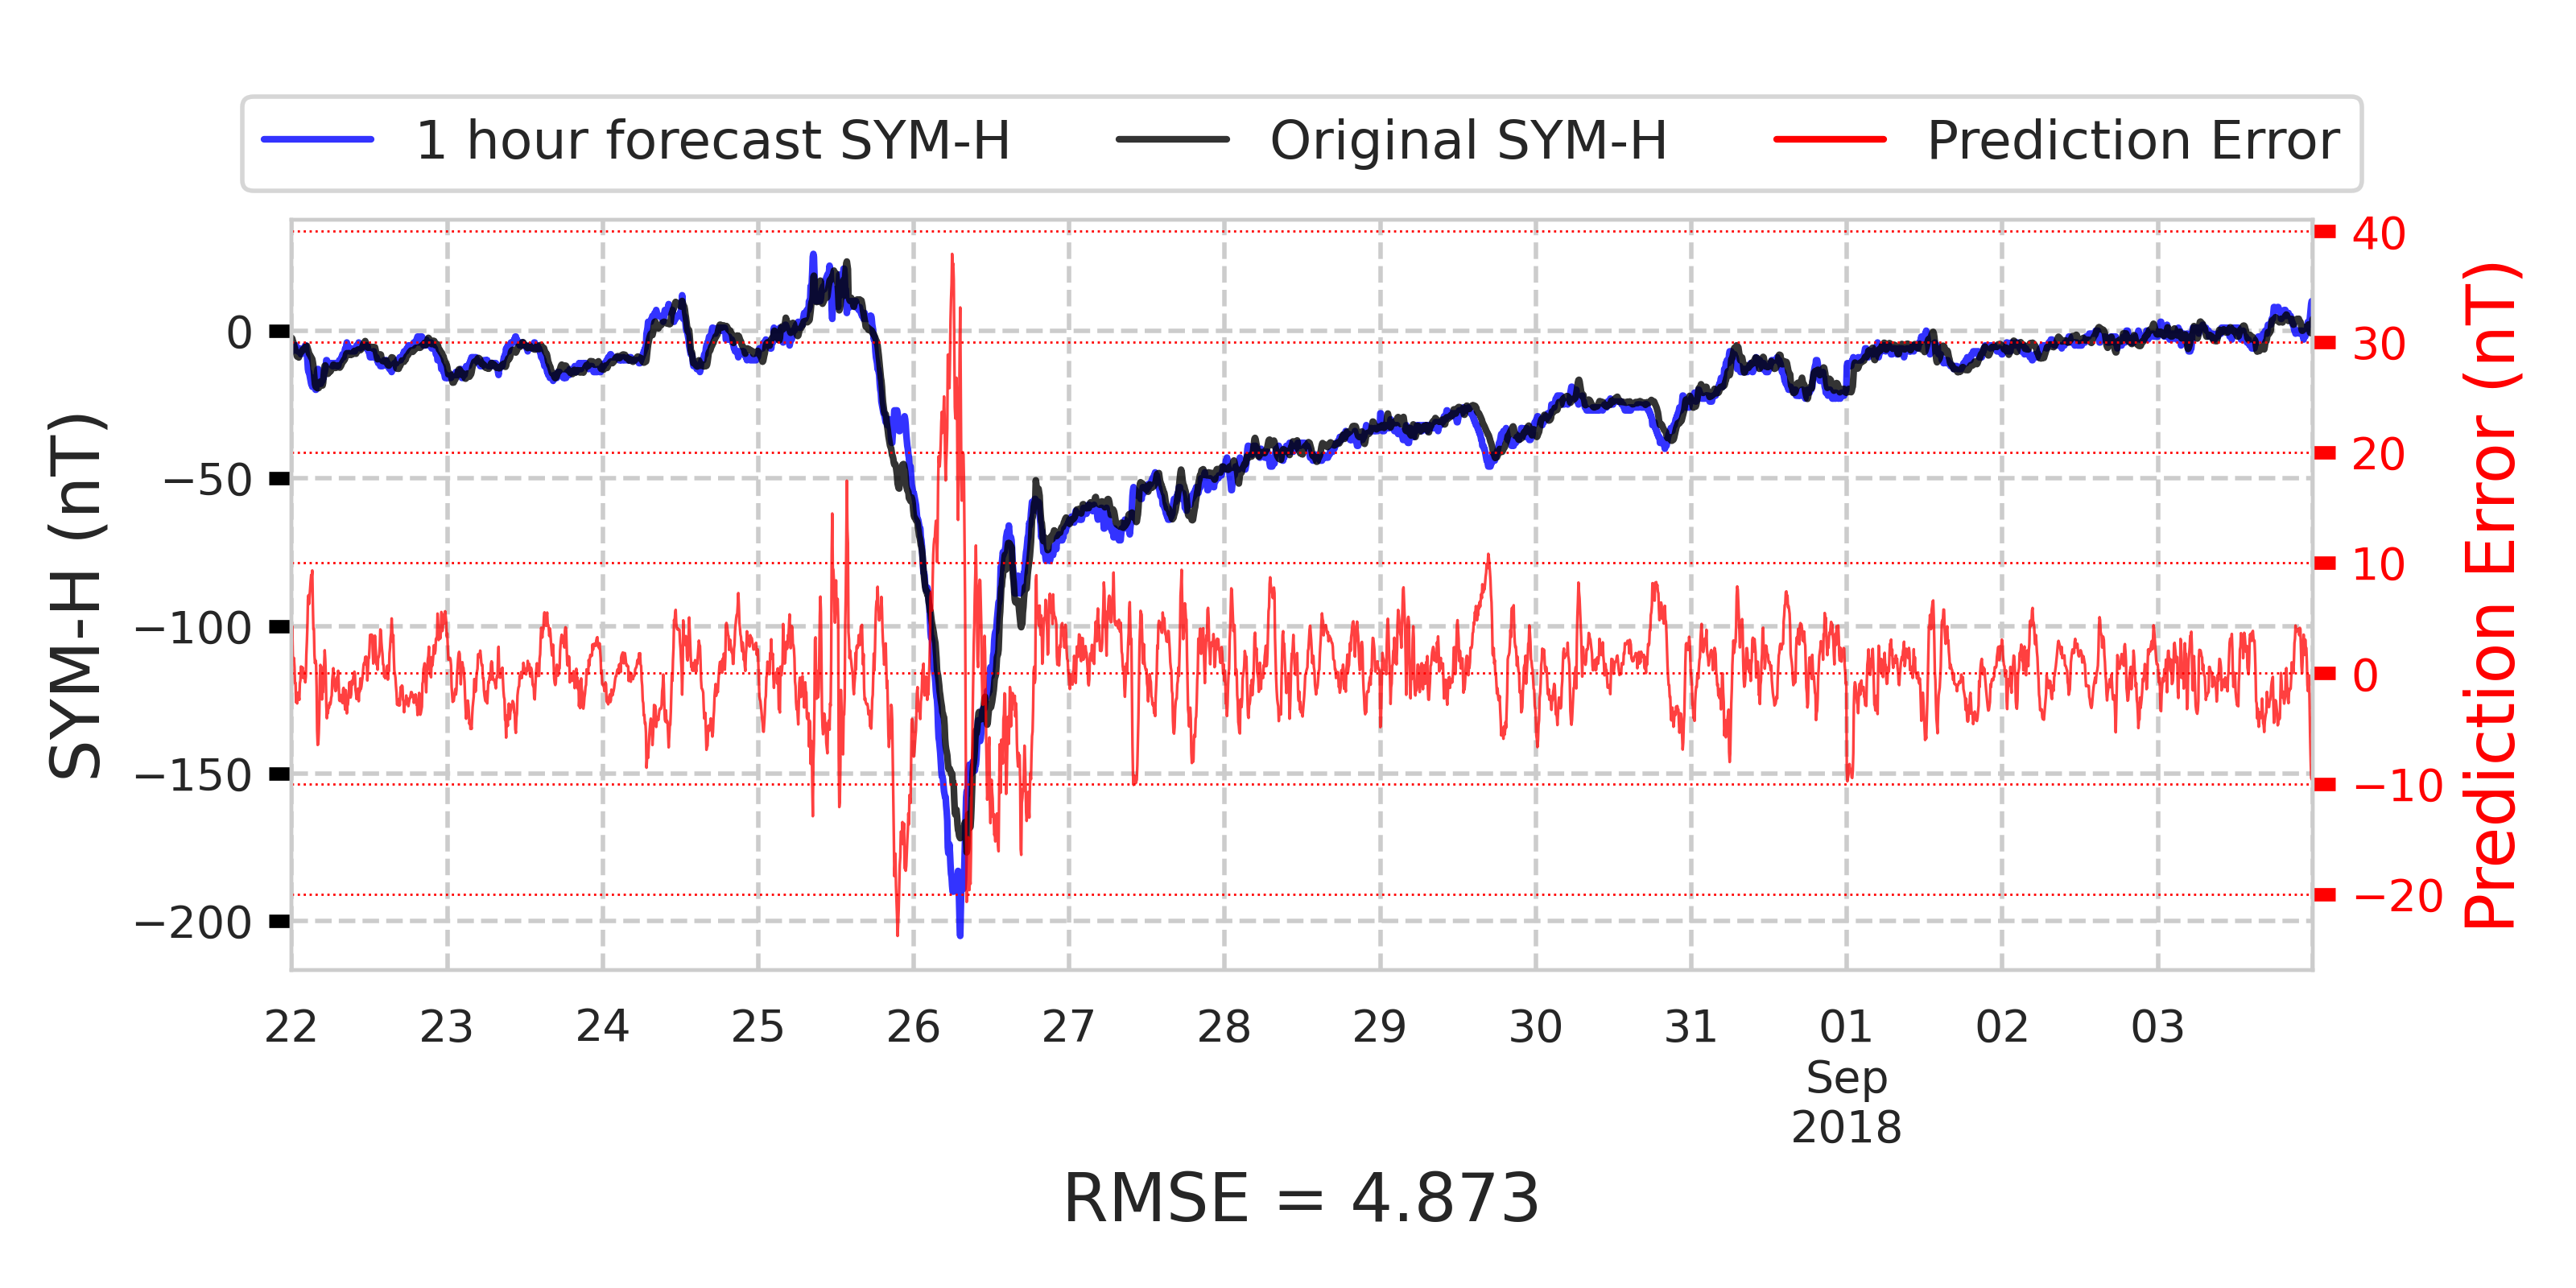 1 hour forecast SYM-H Original SYM-H Prediction Error
SYM-H (nT)
0
−50
−100
−150
−200
40
30
20
10
0
−10
−20
Prediction Error (nT)
22 23 24 25 26 27 28 29 30 31 01 02 03
Sep
2018
RMSE = 4.873